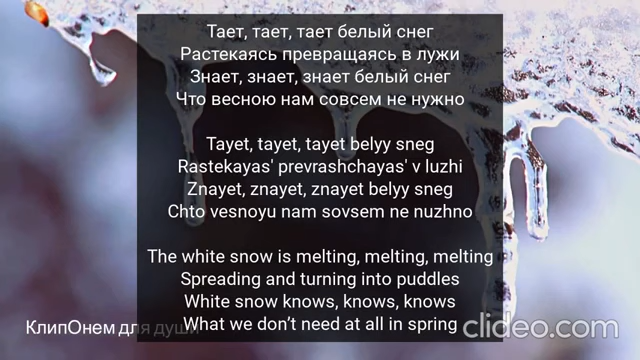 Тает, тает, тает белый снег
Растекаясь превращаясь в лужи
Знает, знает, знает белый снег
Что весною нам совсем не нужно
Tayet, tayet, tayet belyy sneg
Rastekayas' prevrashchayas' v luzhi
Znayet, znayet, znayet belyy sneg
Chto vesnoyu nam sovsem ne nuzhno
The white snow is melting, melting, melting
Spreading and turning into puddles
White snow knows, knows, knows
What we don’t need at all in spring
КлипОнем для души
clideo.com